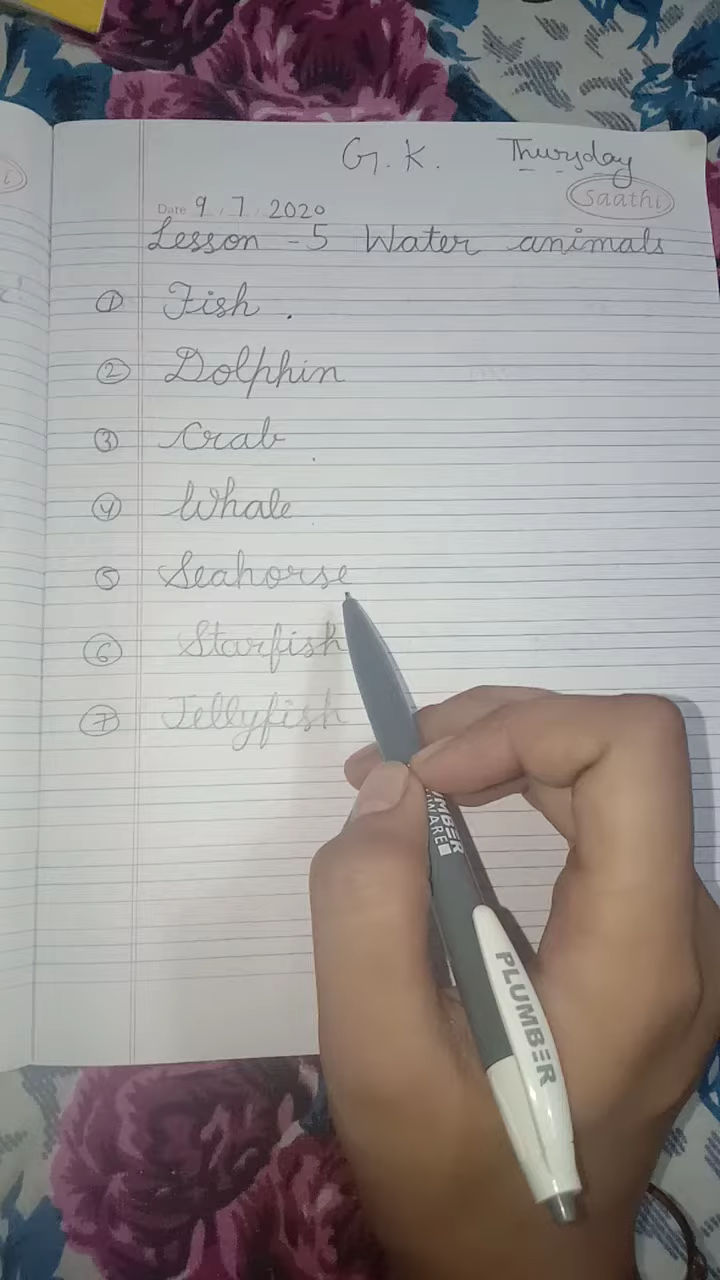 G.K. Thursday
Saathi
Date 9.7.2020
Lesson - 5 Water animals
① Fish.
② Dolphin
③ Crab
④ Whale
⑤ Seahorse
⑥ Starfish
⑦ Jellyfish
PLUMBER